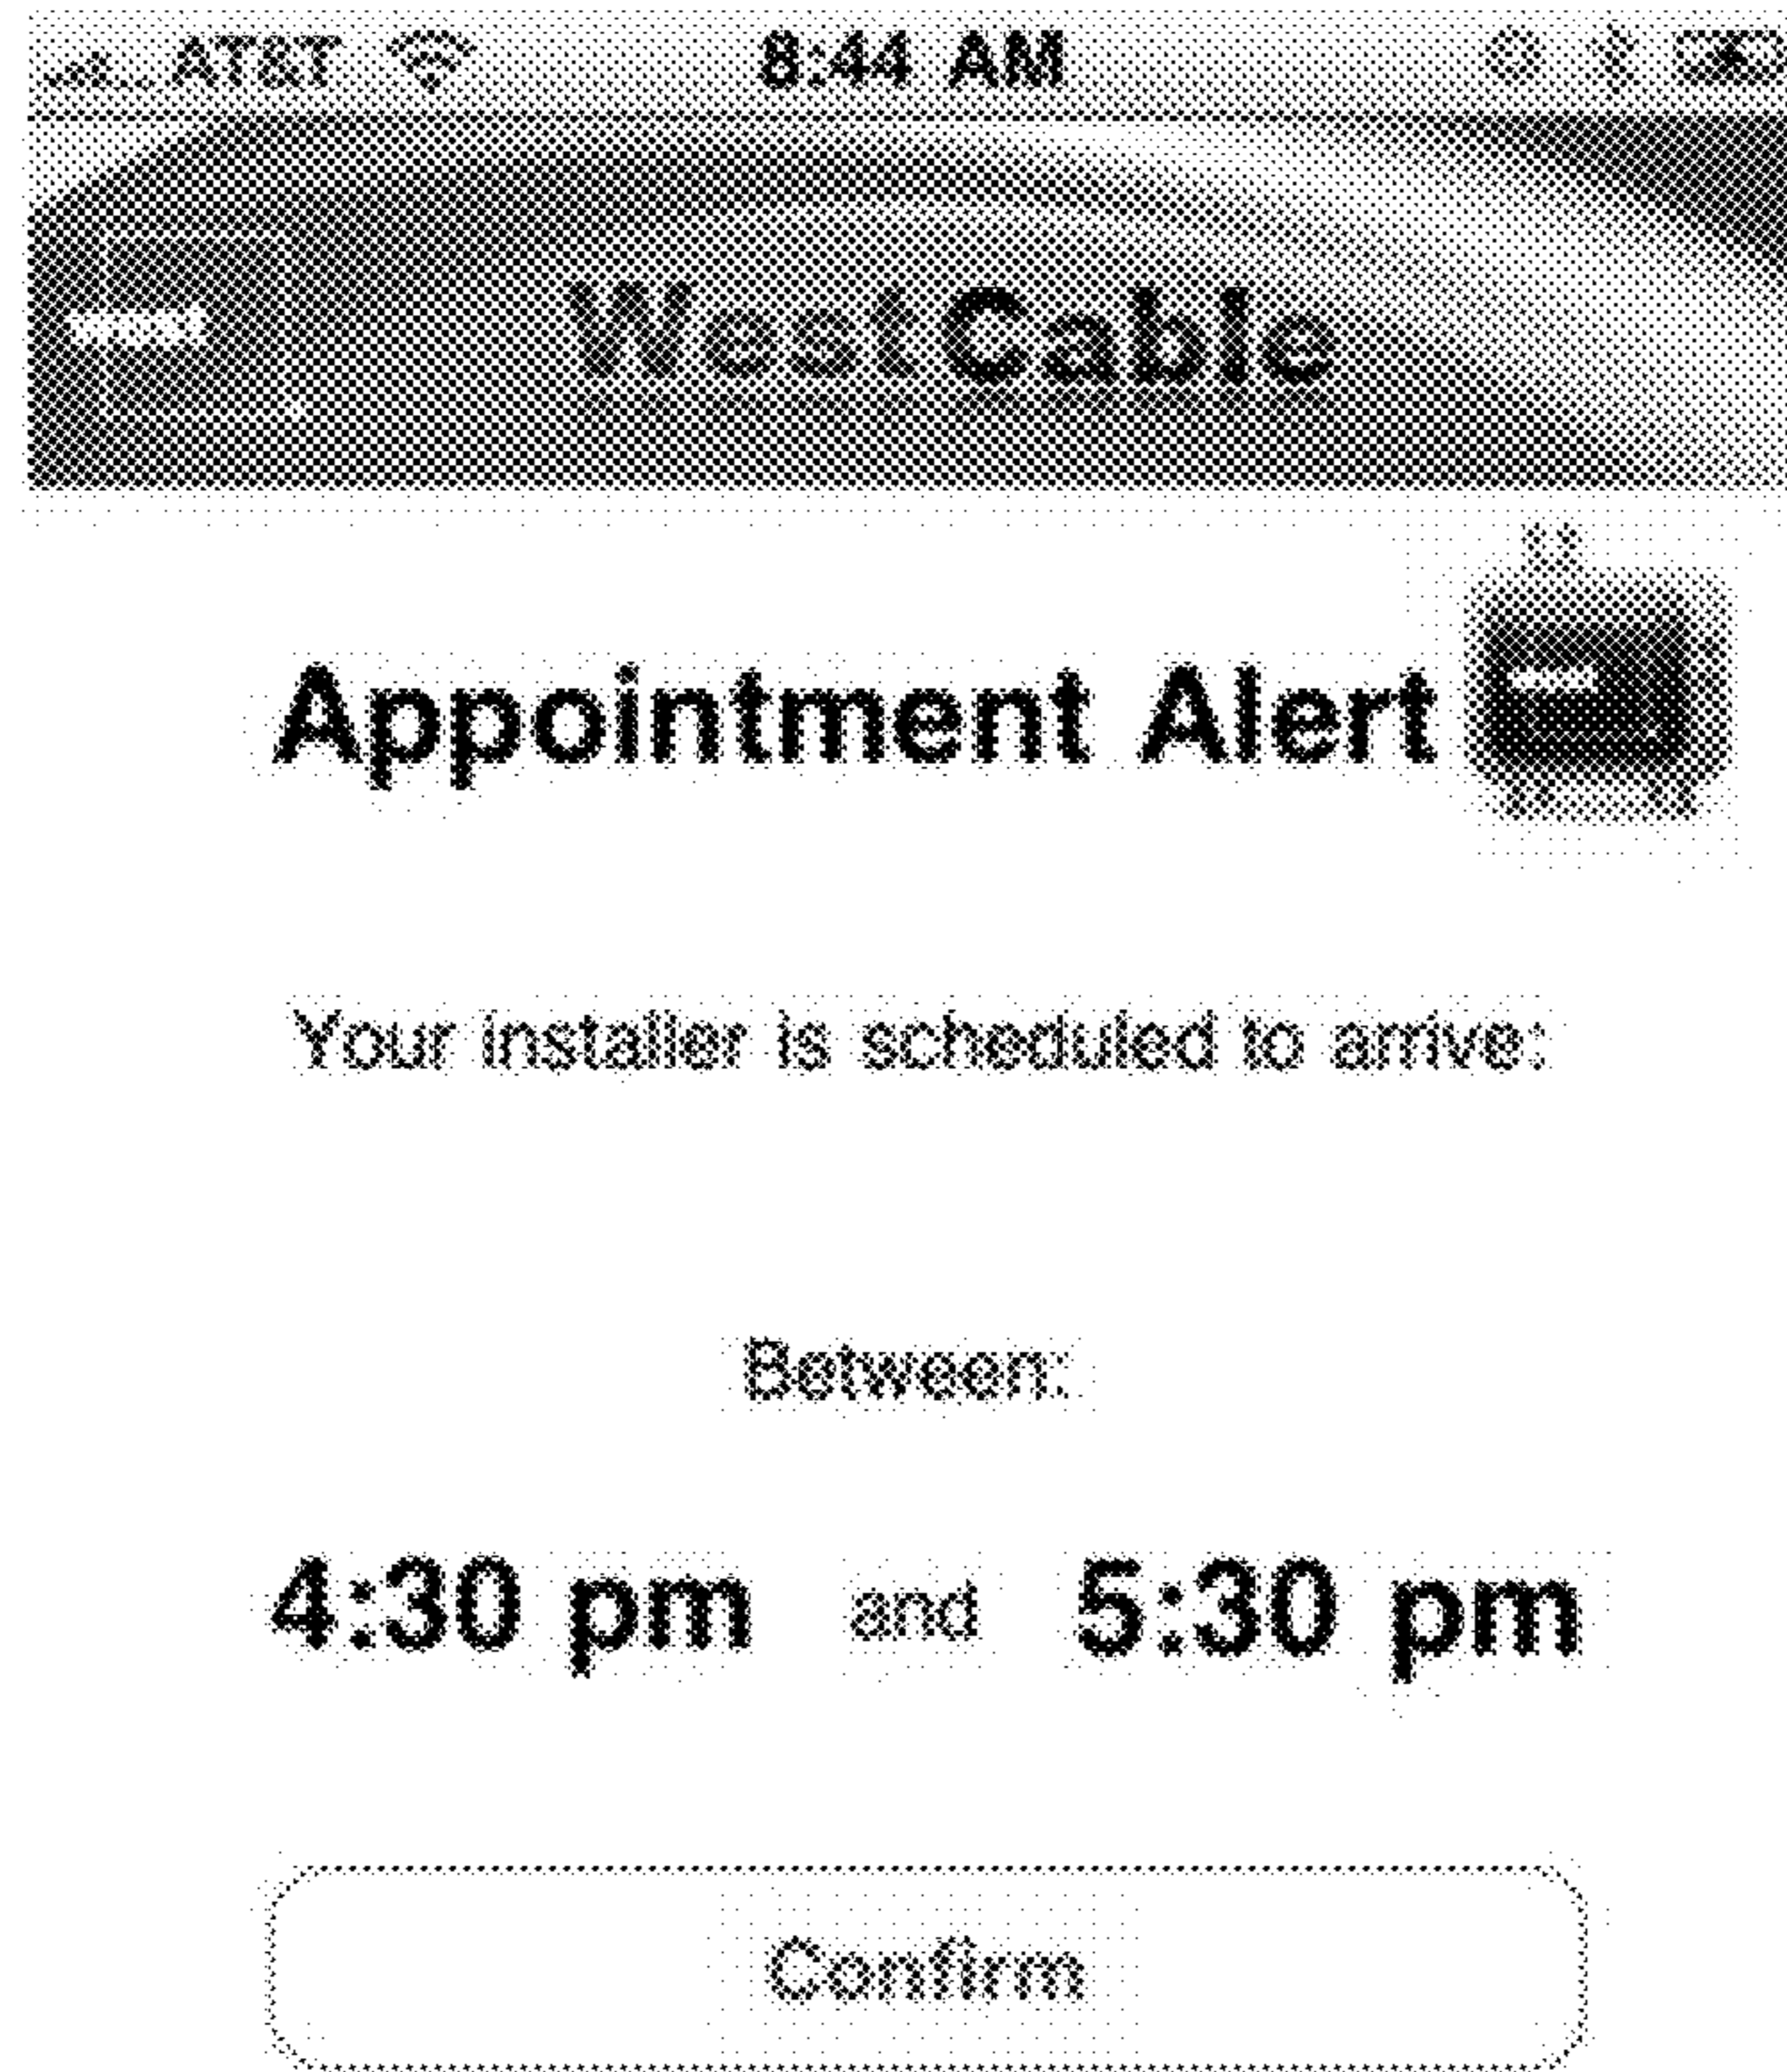 AT&T 8:44 AM
WestCable
Appointment Alert
Your installer is scheduled to arrive:
Between:
4:30 pm and 5:30 pm
Confirm